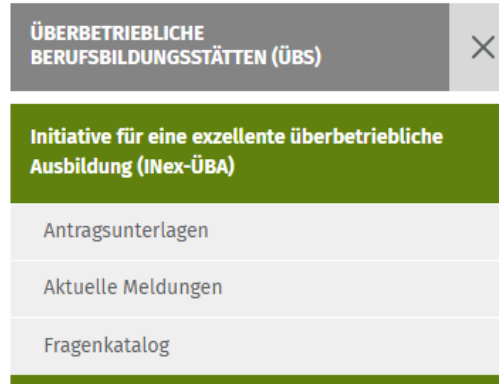 ÜBERBETRIEBLICHE
BERUFSBILDUNGSSTÄTTEN (ÜBS)
Initiative für eine exzellente überbetriebliche
Ausbildung (INex-ÜBA)
Antragsunterlagen
Aktuelle Meldungen
Fragenkatalog